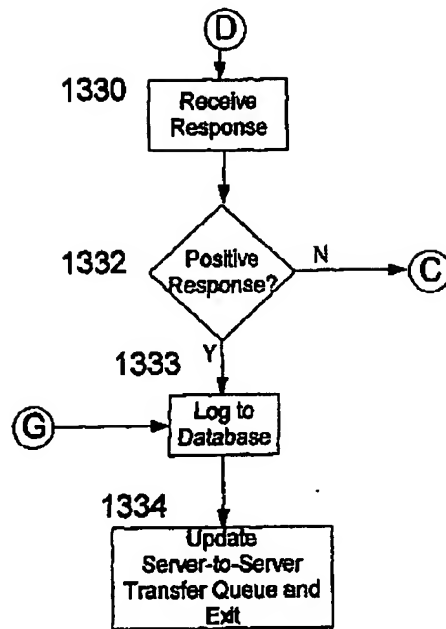 D
1330
Receive
Response
1332
Positive
Response?
N
C
Y
1333
G
Log to
Database
1334
Update
Server-to-Server
Transfer Queue and
Exit